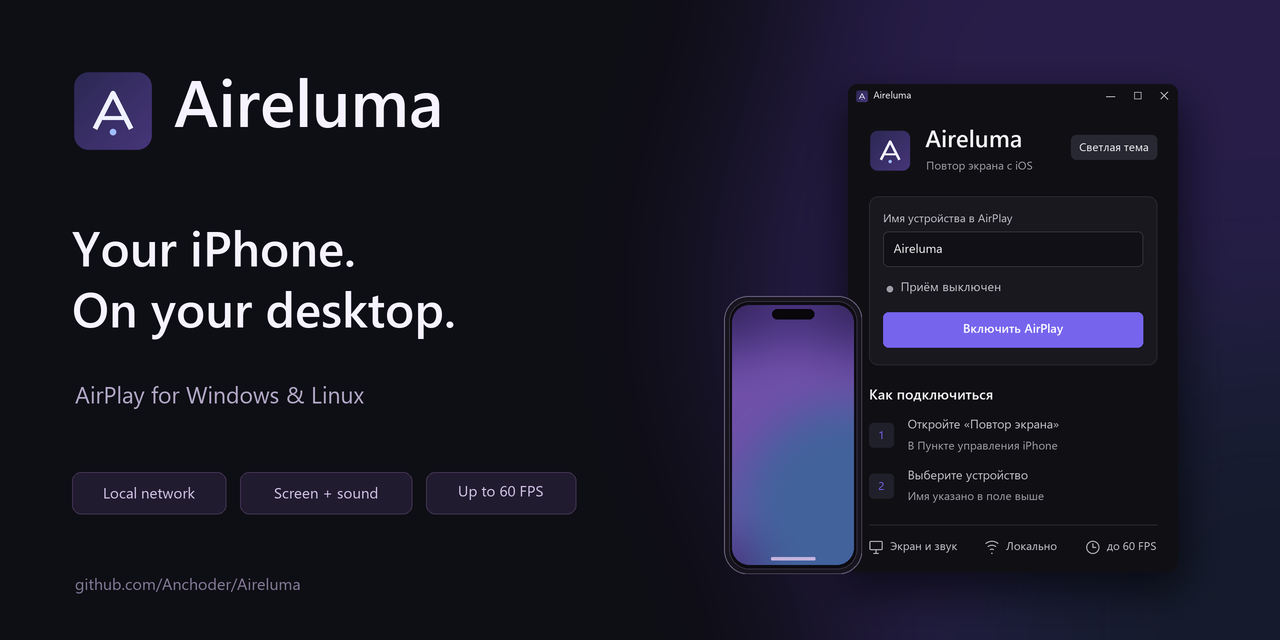 Aireluma
Your iPhone.
On your desktop.
AirPlay for Windows & Linux
Local network
Screen + sound
Up to 60 FPS
github.com/Anchoder/Aireluma
Aireluma
Aireluma
Повтор экрана с iOS
Светлая тема
Имя устройства в AirPlay
Aireluma
Приём выключен
Включить AirPlay
Как подключиться
1
Откройте «Повтор экрана»
В Пункте управления iPhone
2
Выберите устройство
Имя указано в поле выше
Экран и звук
Локально
до 60 FPS